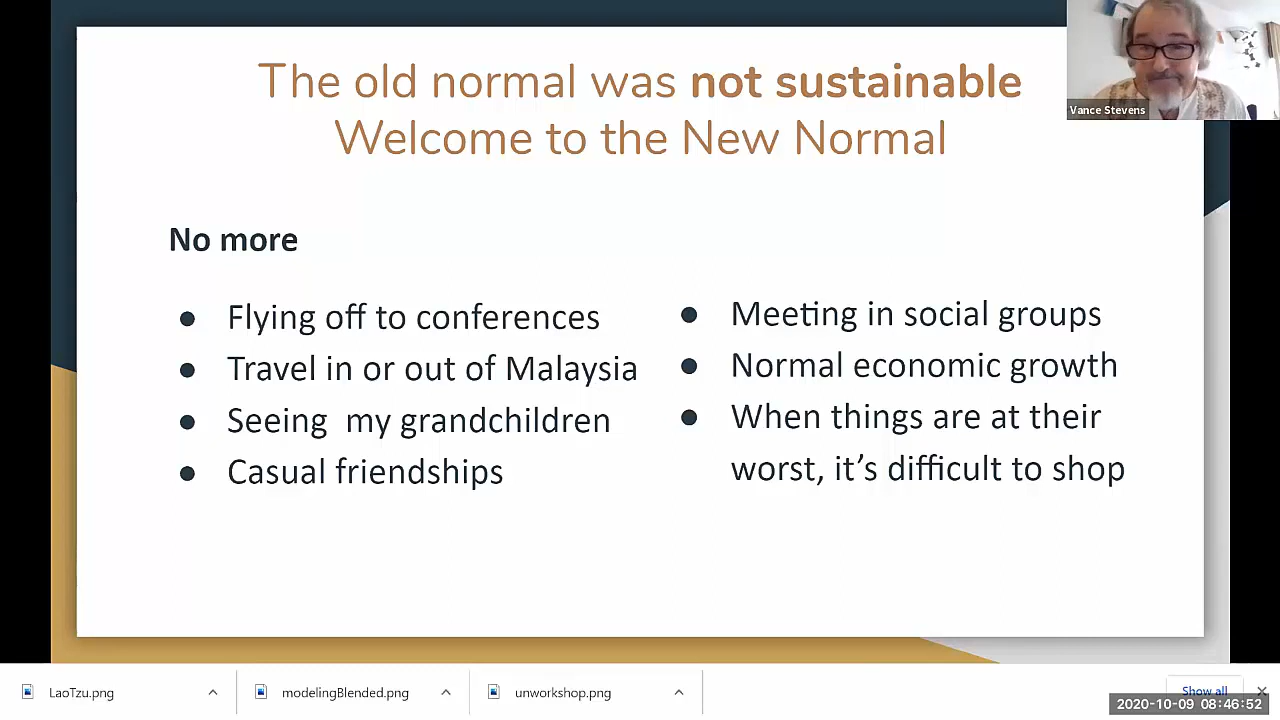 The old normal was not sustainable
Welcome to the New Normal
Vance Stevens
No more
● Flying off to conferences
● Travel in or out of Malaysia
● Seeing  my grandchildren
● Casual friendships
● Meeting in social groups
● Normal economic growth
● When things are at their
worst, it’s difficult to shop
LaoTzu.png
modelingBlended.png
unworkshop.png
Show all
2020-10-09 08:46:52